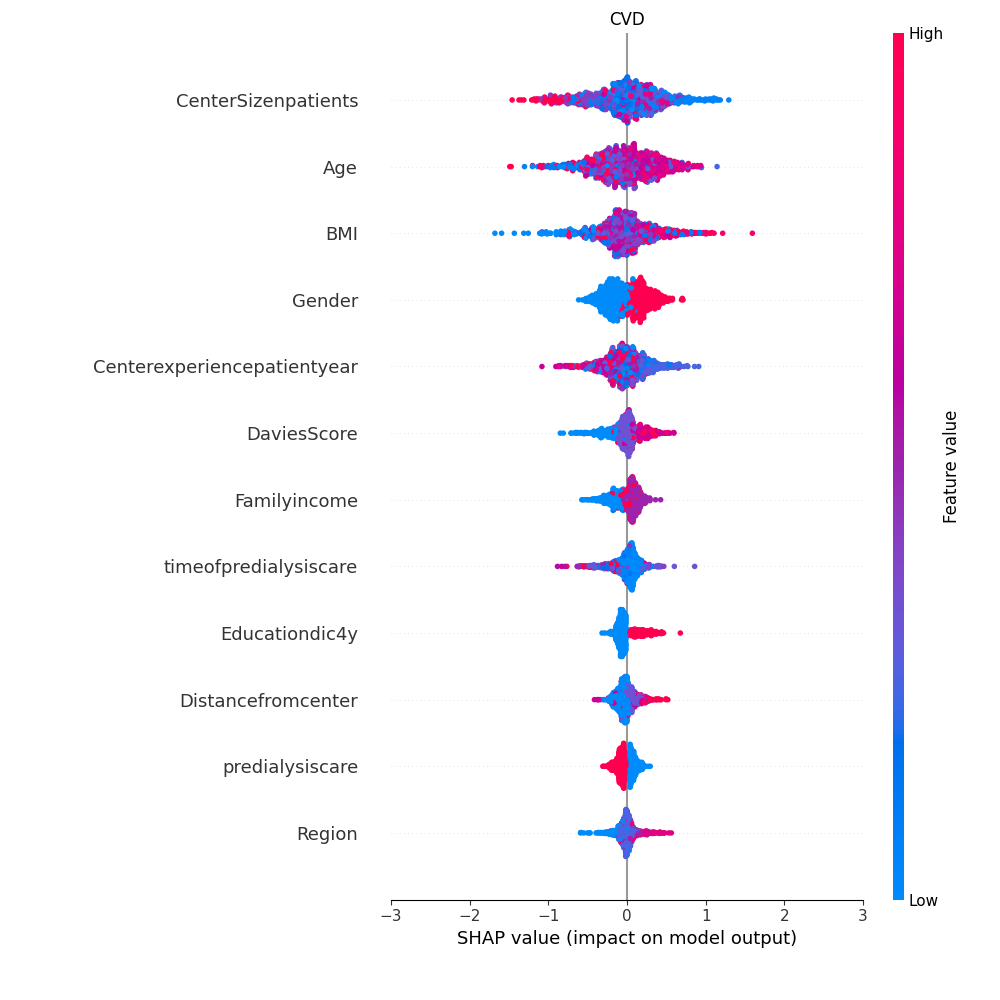 CVD
High
CenterSizenpatients
Age
BMI
Gender
Centerexperiencepatientyear
DaviesScore
Familyincome
timeofpredialysiscare
Educationdic4y
Distancefromcenter
predialysiscare
Region
Feature value
Low
−3 −2 −1 0 1 2 3
SHAP value (impact on model output)